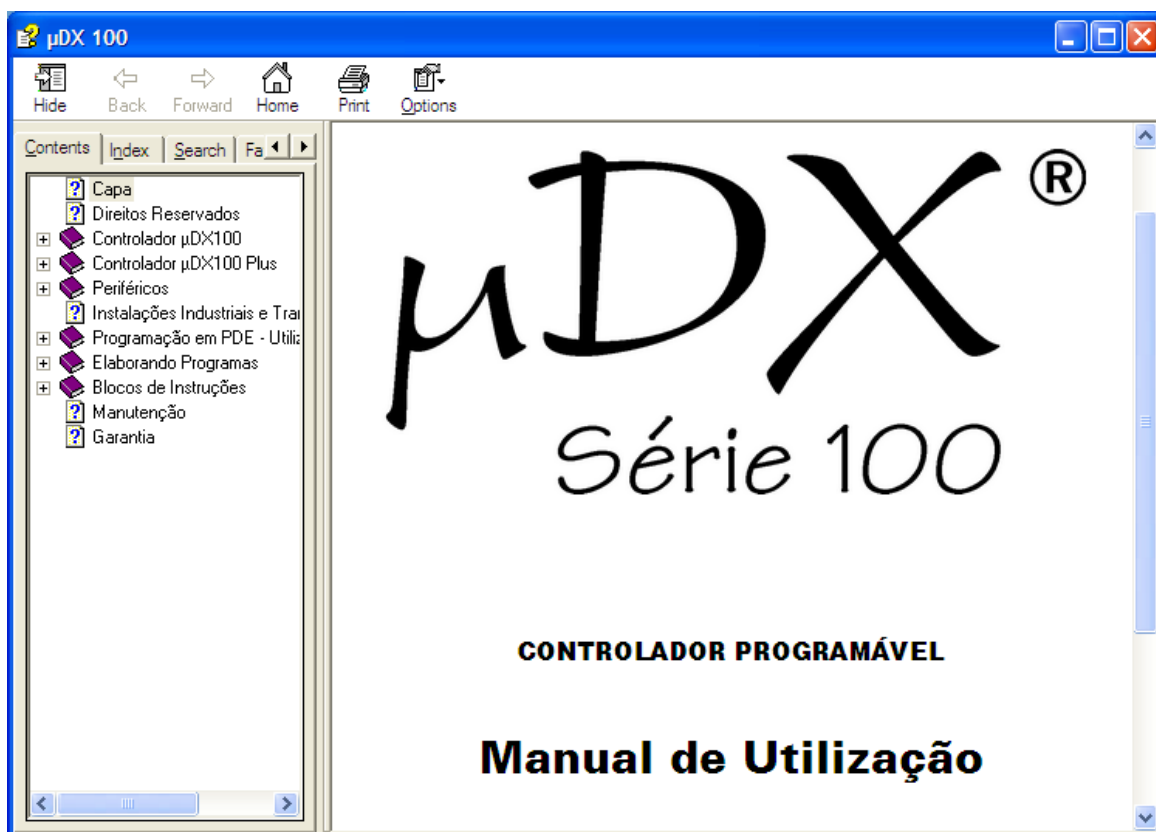 µDX 100
Hide Back Forward Home Print Options
Contents Index Search Fa
Capa
Direitos Reservados
Controlador µDX100
Controlador µDX100 Plus
Periféricos
Instalações Industriais e Tra
Programação em PDE - Utiliz
Elaborando Programas
Blocos de Instruções
Manutenção
Garantia
µDX ®
Série 100
CONTROLADOR PROGRAMÁVEL
Manual de Utilização